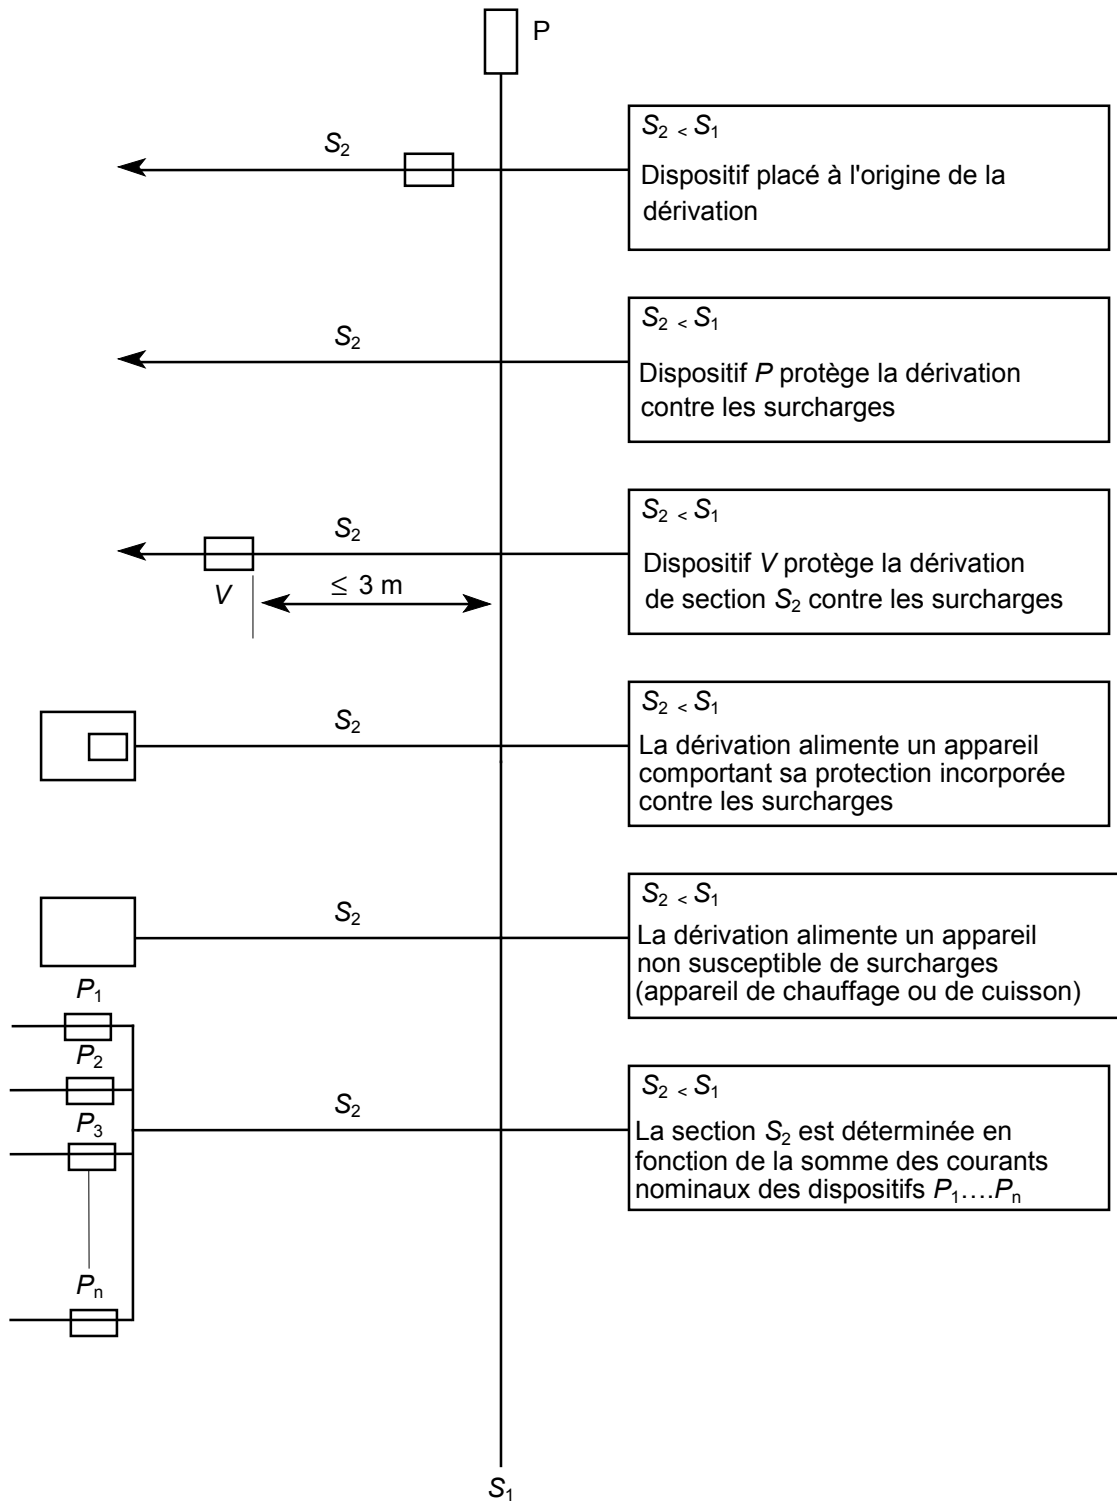 P
S₂
S₂ < S₁
Dispositif placé à l'origine de la
dérivation
S₂
S₂ < S₁
Dispositif P protège la dérivation
contre les surcharges
S₂
V
≤ 3 m
S₂ < S₁
Dispositif V protège la dérivation
de section S₂ contre les surcharges
S₂
S₂ < S₁
La dérivation alimente un appareil
comportant sa protection incorporée
contre les surcharges
S₂
S₂ < S₁
La dérivation alimente un appareil
non susceptible de surcharges
(appareil de chauffage ou de cuisson)
P₁
P₂
P₃
Pₙ
S₂
S₂ < S₁
La section S₂ est déterminée en
fonction de la somme des courants
nominaux des dispositifs P₁....Pₙ
S₁